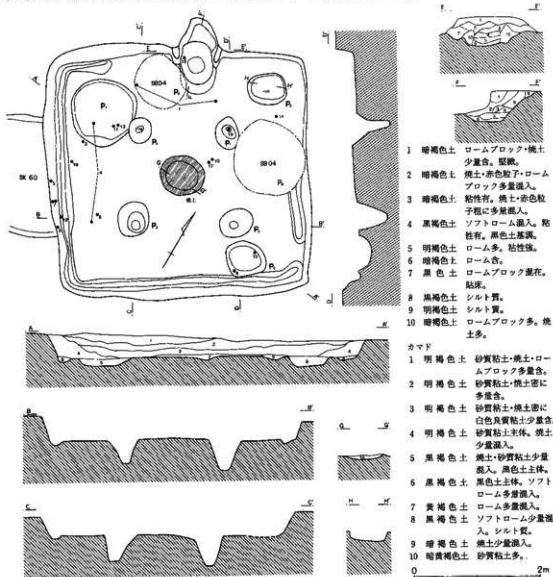 C'
L'
D'
E
E'
A'
SB04
P₁
H
H'
P₅
P₄
P₂
SK 60
G
G'
焼土
SB04
P₆
B
B'
P₃
P₂
P₇
C
D
A
A
A'
B
B'
C
C'
D'
D
G
G'
H
H'
E
E'
F
F'
1 暗褐色土 ロームブロック・焼土
少量含。堅緻。
2 暗褐色土 焼土・赤色粒子・ローム
ブロック多量混入。
3 暗褐色土 粘性有。焼土・赤色粒
子粗に多量混入。
4 黒褐色土 ソフトローム混入。粘
性有。黒色土基調。
5 明褐色土 ローム多。粘性強。
6 暗褐色土 ローム含。
7 黒色土 ロームブロック混在。
貼床。
8 黒褐色土 シルト質。
9 明褐色土 シルト質。
10 暗褐色土 ロームブロック多。焼
土多。
カマド
1 明褐色土 砂質粘土・焼土・ロー
ムブロック多量含。
2 明褐色土 砂質粘土・焼土密に
多量含。
3 明褐色土 砂質粘土・焼土密に
白色良質粘土少量含。
4 明褐色土 砂質粘土主体。焼土
少量混入。
5 黒褐色土 焼土・砂質粘土少量
混入。黒色土主体。
6 黒褐色土 黒色土主体。ソフト
ローム多量混入。
7 黄褐色土 ローム多量混入。
8 黒褐色土 ソフトローム少量混
入。シルト質。
9 暗褐色土 焼土少量混入。
10 暗黄褐色土 砂質粘土多。
0 2m